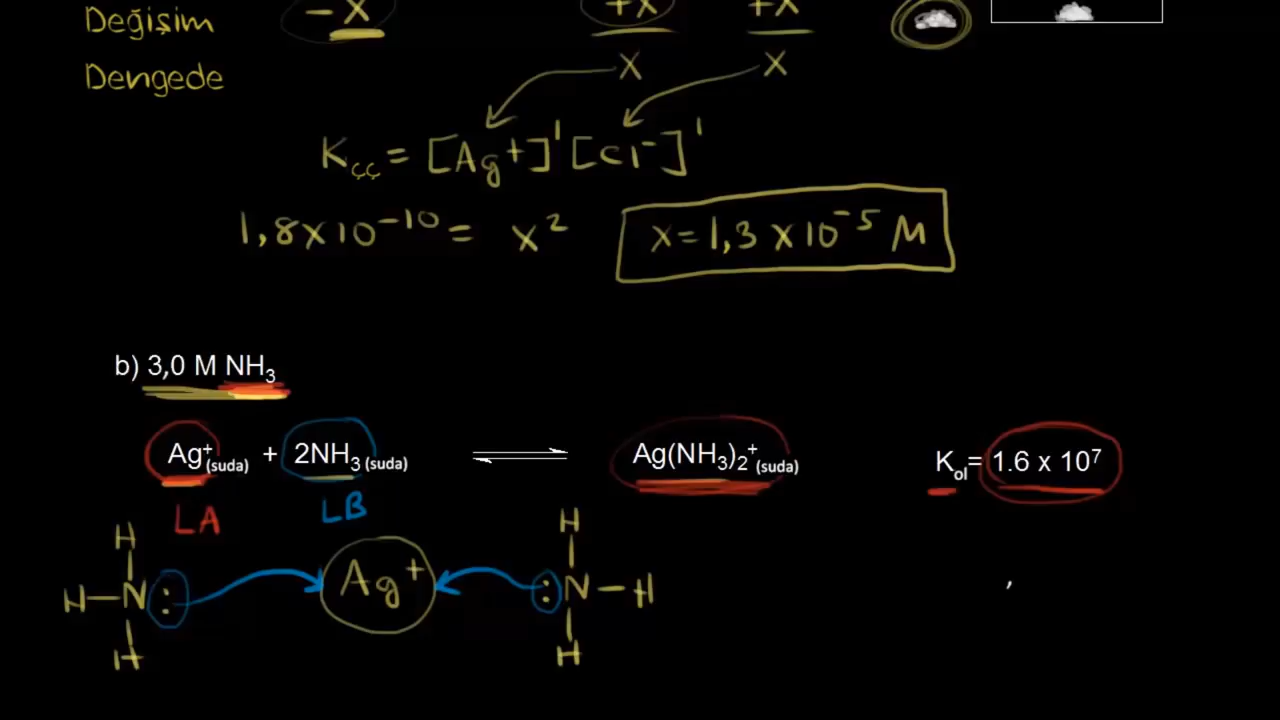 Değişim -X +X +X
Dengede X X
Kçç = [Ag+]¹ [Cl-]¹
1,8x10⁻¹⁰ = x² x = 1,3 x 10⁻⁵ M
b) 3,0 M NH₃
Ag⁺(suda) + 2NH₃ (suda) ⇌ Ag(NH₃)₂⁺(suda) Kol= 1.6 x 10⁷
LA LB
H H
H-N: Ag+ :N-H
H H